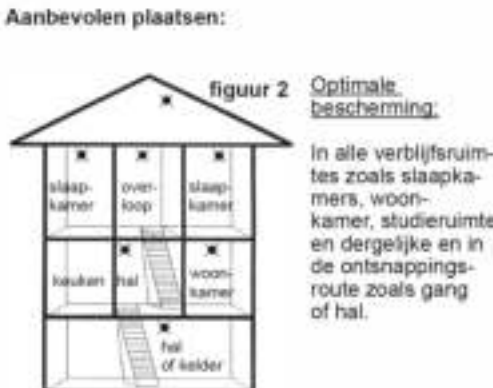 Aanbevolen plaatsen:
figuur 2
Optimale
bescherming:
In alle verblijfsruim-
tes zoals slaapka-
mers, woon-
kamer, studieruimte
en dergelijke en in
de ontsnappings-
route zoals gang
of hal.
slaap-
kamer
over-
loop
slaap-
kamer
keuken
hal
woon-
kamer
hal
of kelder